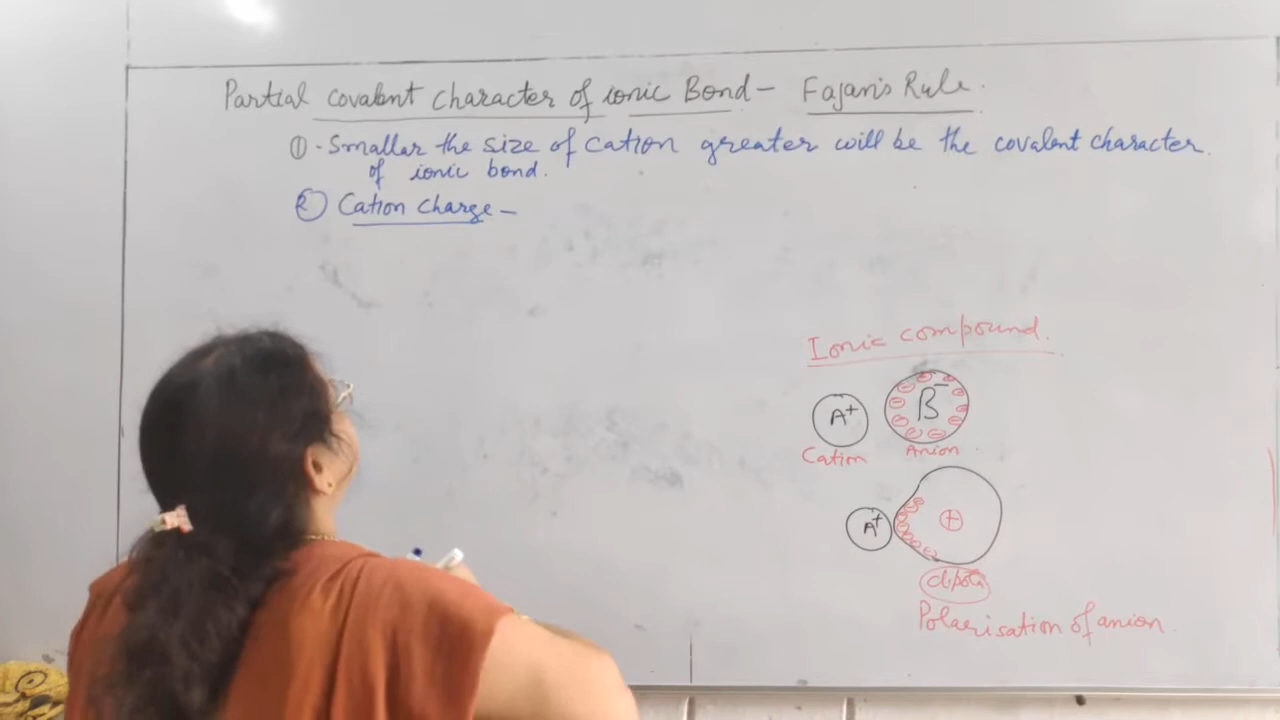 Partial covalent character of ionic Bond - Fajan's Rule.
① - Smaller the size of cation greater will be the covalent character
of ionic bond.
② Cation charge -
Ionic compound.
A+ B-
Cation Anion
A+ +
dipole
Polarisation of anion